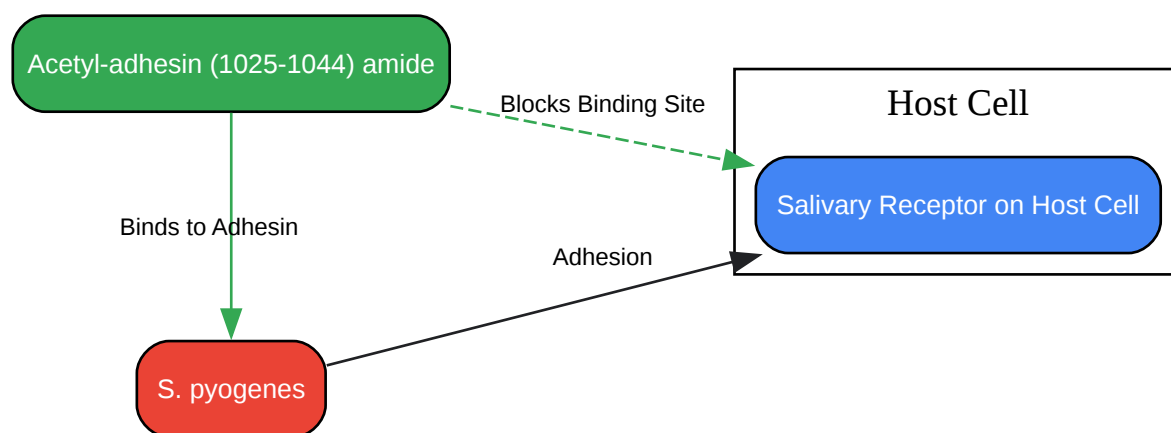 Acetyl-adhesin (1025-1044) amide
Blocks Binding Site
Host Cell
Salivary Receptor on Host Cell
Binds to Adhesin
Adhesion
S. pyogenes